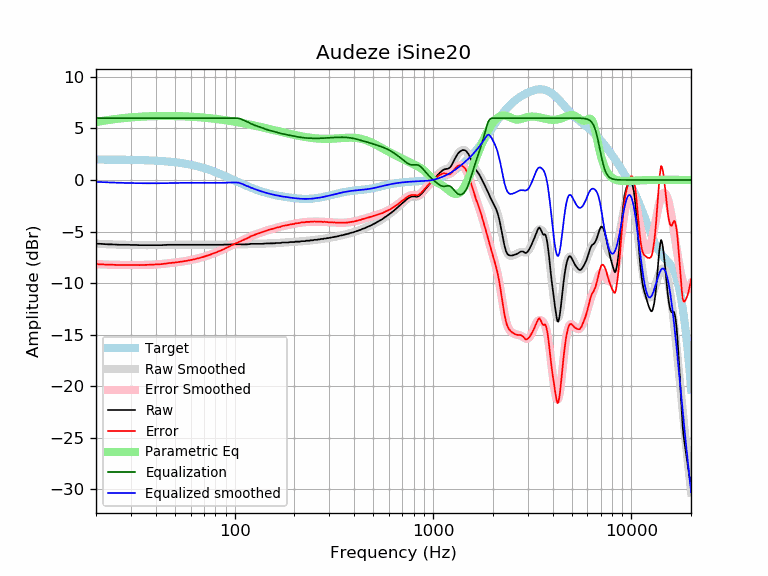 Audeze iSine20
10
5
0
−5
−10
−15
−20
−25
−30
Amplitude (dBr)
Target
Raw Smoothed
Error Smoothed
Raw
Error
Parametric Eq
Equalization
Equalized smoothed
100
1000
10000
Frequency (Hz)